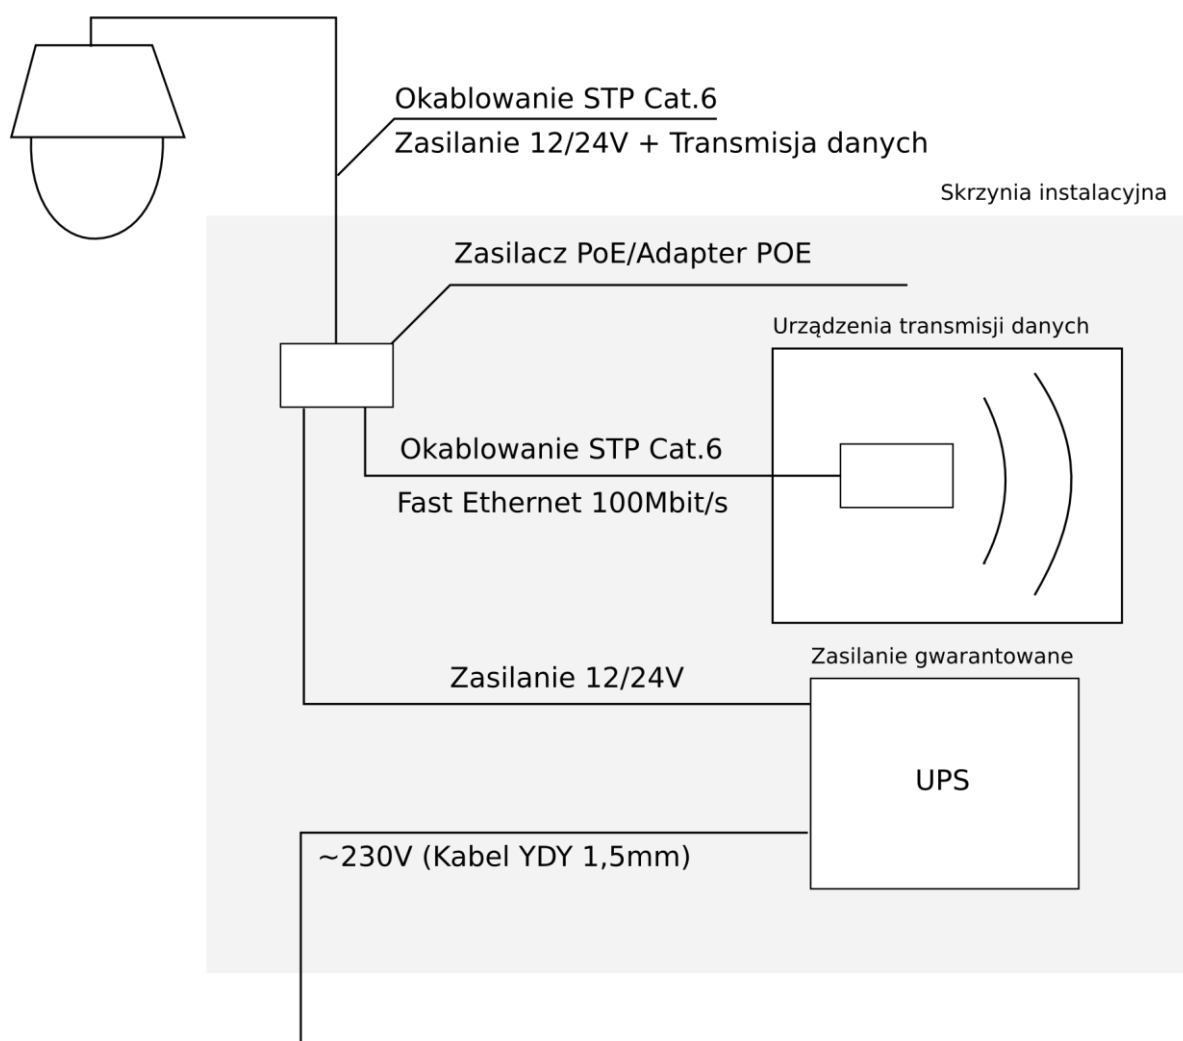 Okablowanie STP Cat.6
Zasilanie 12/24V + Transmisja danych
Skrzynia instalacyjna
Zasilacz PoE/Adapter POE
Urządzenia transmisji danych
Okablowanie STP Cat.6
Fast Ethernet 100Mbit/s
Zasilanie gwarantowane
Zasilanie 12/24V
UPS
~230V (Kabel YDY 1,5mm)